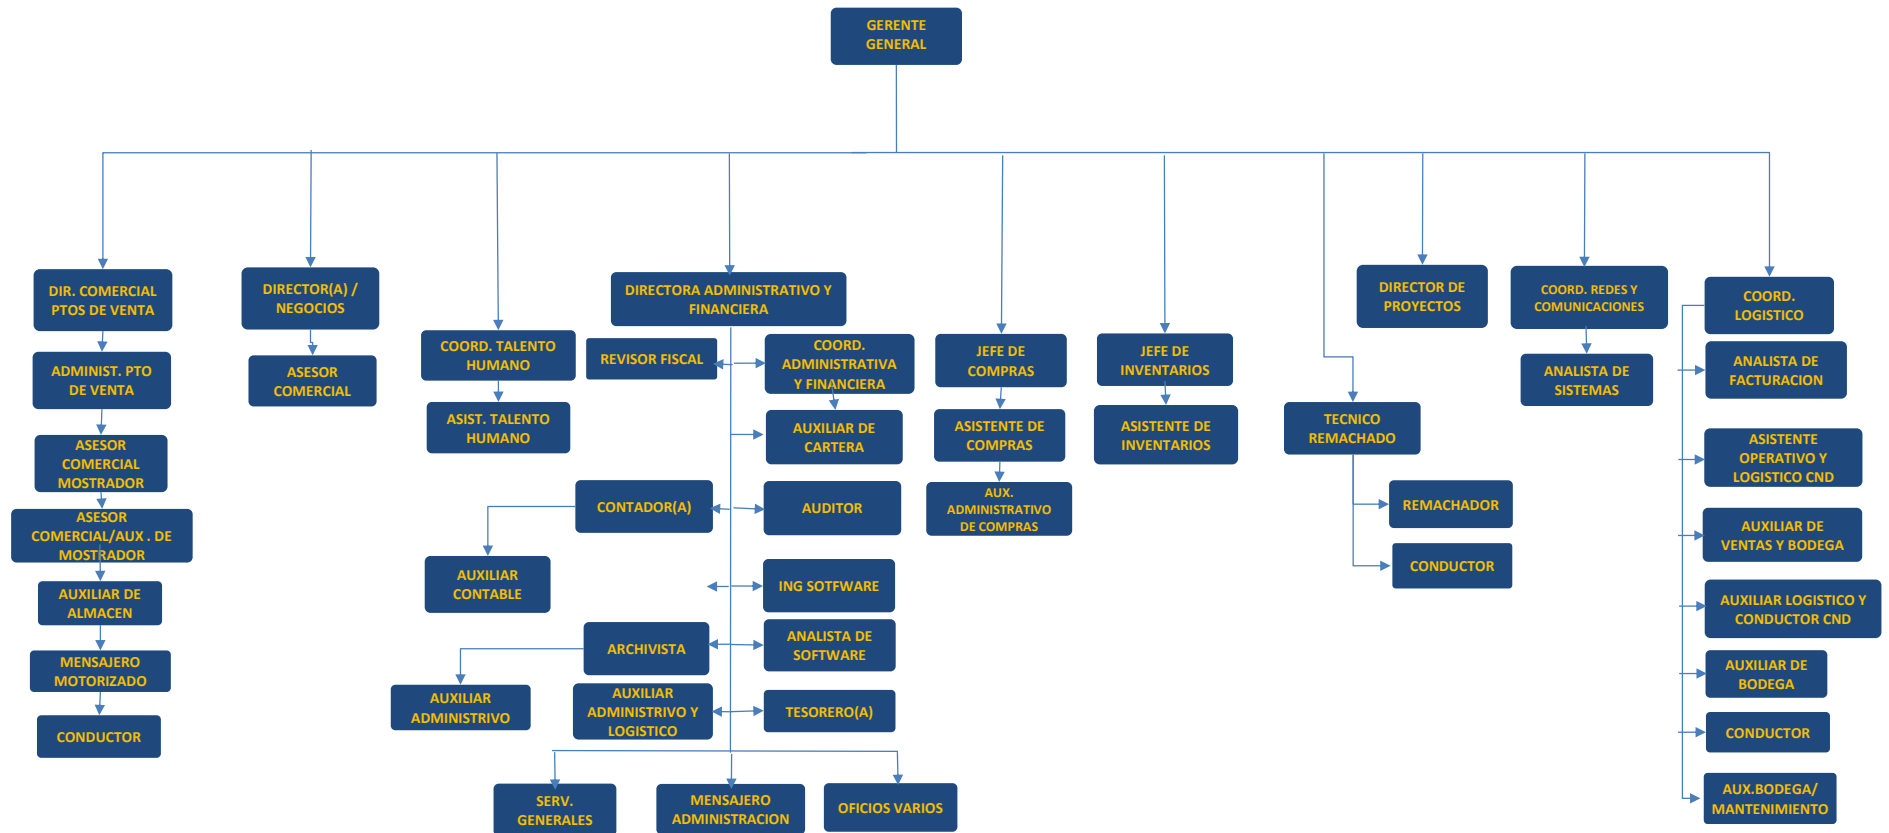 GERENTE
GENERAL
DIR. COMERCIAL
PTOS DE VENTA
ADMINIST. PTO
DE VENTA
ASESOR
COMERCIAL
MOSTRADOR
ASESOR
COMERCIAL/AUX . DE
MOSTRADOR
AUXILIAR DE
ALMACEN
MENSAJERO
MOTORIZADO
CONDUCTOR
DIRECTOR(A) /
NEGOCIOS
ASESOR
COMERCIAL
COORD. TALENTO
HUMANO
ASIST. TALENTO
HUMANO
DIRECTORA ADMINISTRATIVO Y
FINANCIERA
REVISOR FISCAL
COORD.
ADMINISTRATIVA
Y FINANCIERA
AUXILIAR DE
CARTERA
CONTADOR(A)
AUDITOR
AUXILIAR
CONTABLE
ING SOTFWARE
ARCHIVISTA
ANALISTA DE
SOFTWARE
AUXILIAR
ADMINISTRIVO
AUXILIAR
ADMINISTRIVO Y
LOGISTICO
TESORERO(A)
SERV.
GENERALES
MENSAJERO
ADMINISTRACION
OFICIOS VARIOS
JEFE DE
COMPRAS
ASISTENTE DE
COMPRAS
AUX.
ADMINISTRATIVO
DE COMPRAS
JEFE DE
INVENTARIOS
ASISTENTE DE
INVENTARIOS
TECNICO
REMACHADO
REMACHADOR
CONDUCTOR
DIRECTOR DE
PROYECTOS
COORD. REDES Y
COMUNICACIONES
ANALISTA DE
SISTEMAS
COORD.
LOGISTICO
ANALISTA DE
FACTURACION
ASISTENTE
OPERATIVO Y
LOGISTICO CND
AUXILIAR DE
VENTAS Y BODEGA
AUXILIAR LOGISTICO Y
CONDUCTOR CND
AUXILIAR DE
BODEGA
CONDUCTOR
AUX.BODEGA/
MANTENIMIENTO